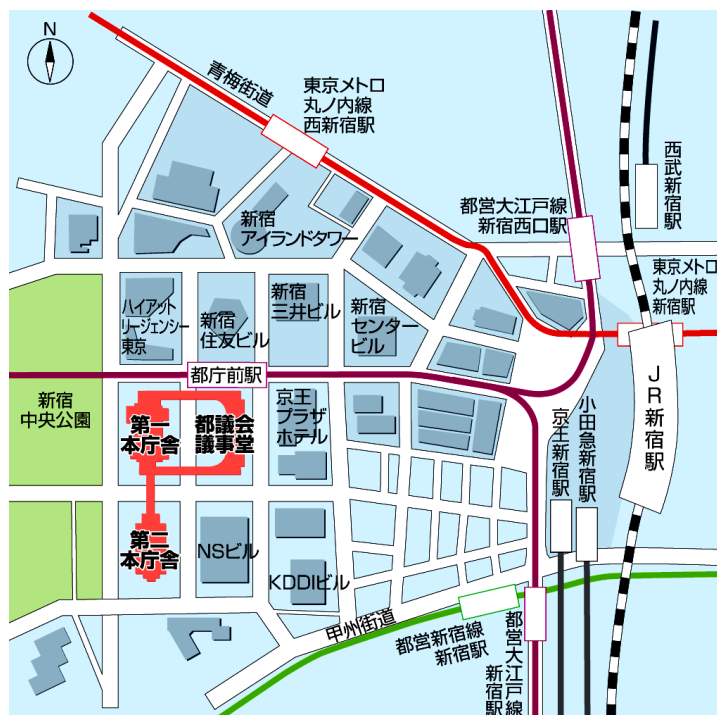 N
青梅街道
東京メトロ
丸ノ内線
西新宿駅
西武新宿駅
都営大江戸線
新宿西口駅
新宿
アイランドタワー
東京メトロ
丸ノ内線
新宿駅
ハイアット
リージェンシー
東京
新宿
住友ビル
新宿
三井ビル
新宿
センター
ビル
都庁前駅
JR新宿駅
新宿
中央公園
第一
本庁舎
都議会
議事堂
京王
プラザ
ホテル
小田急新宿駅
京王新宿駅
第二
本庁舎
NSビル
KDDIビル
甲州街道
都営新宿線
新宿駅
都営大江戸線
新宿駅